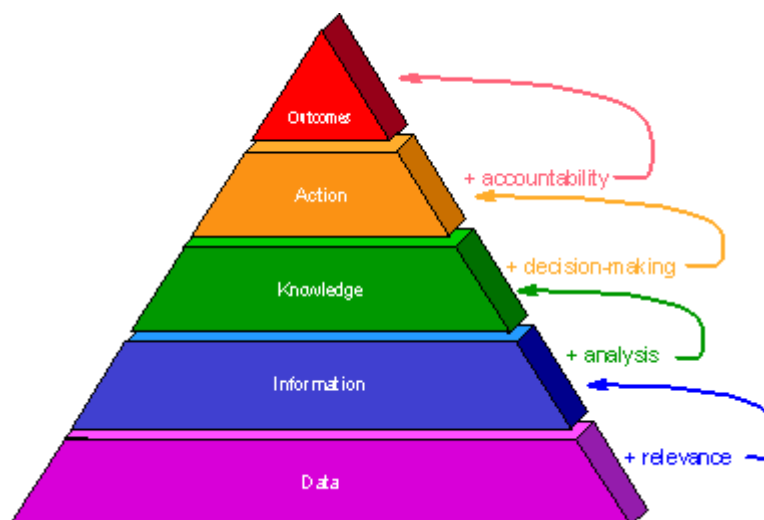 Outcomes
+ accountability
Action
+ decision-making
Knowledge
+ analysis
Information
+ relevance
Data